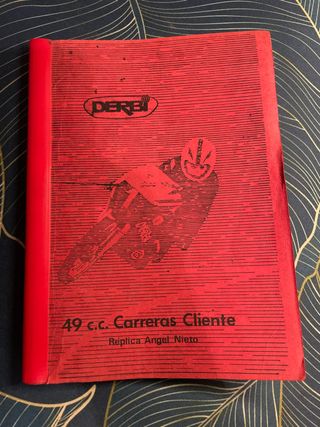 DERBI
49 c.c. Carreras Cliente
Replica Angel Nieto